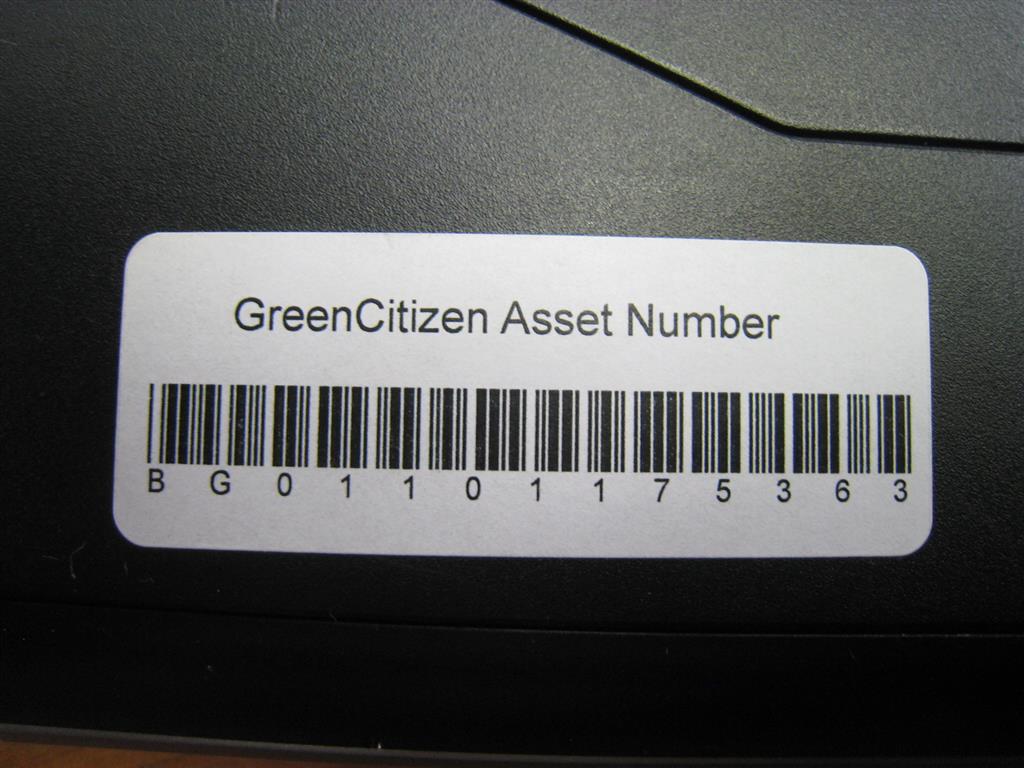 GreenCitizen Asset Number
B G 0 1 1 0 1 1 7 5 3 6 3